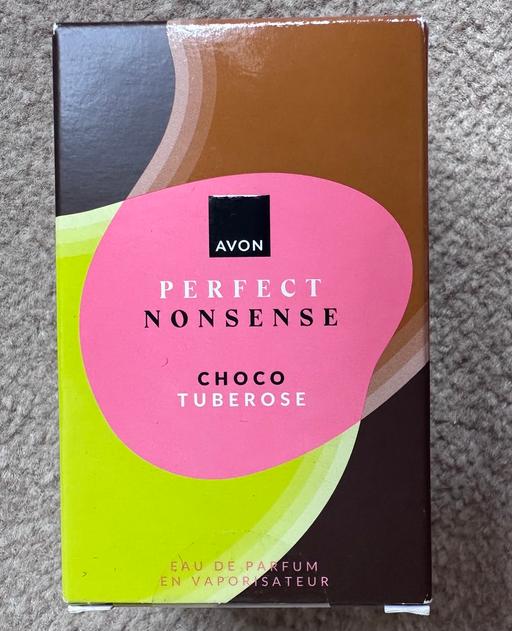 AVON
PERFECT
NONSENSE
CHOCO
TUBEROSE
EAU DE PARFUM
EN VAPORISATEUR